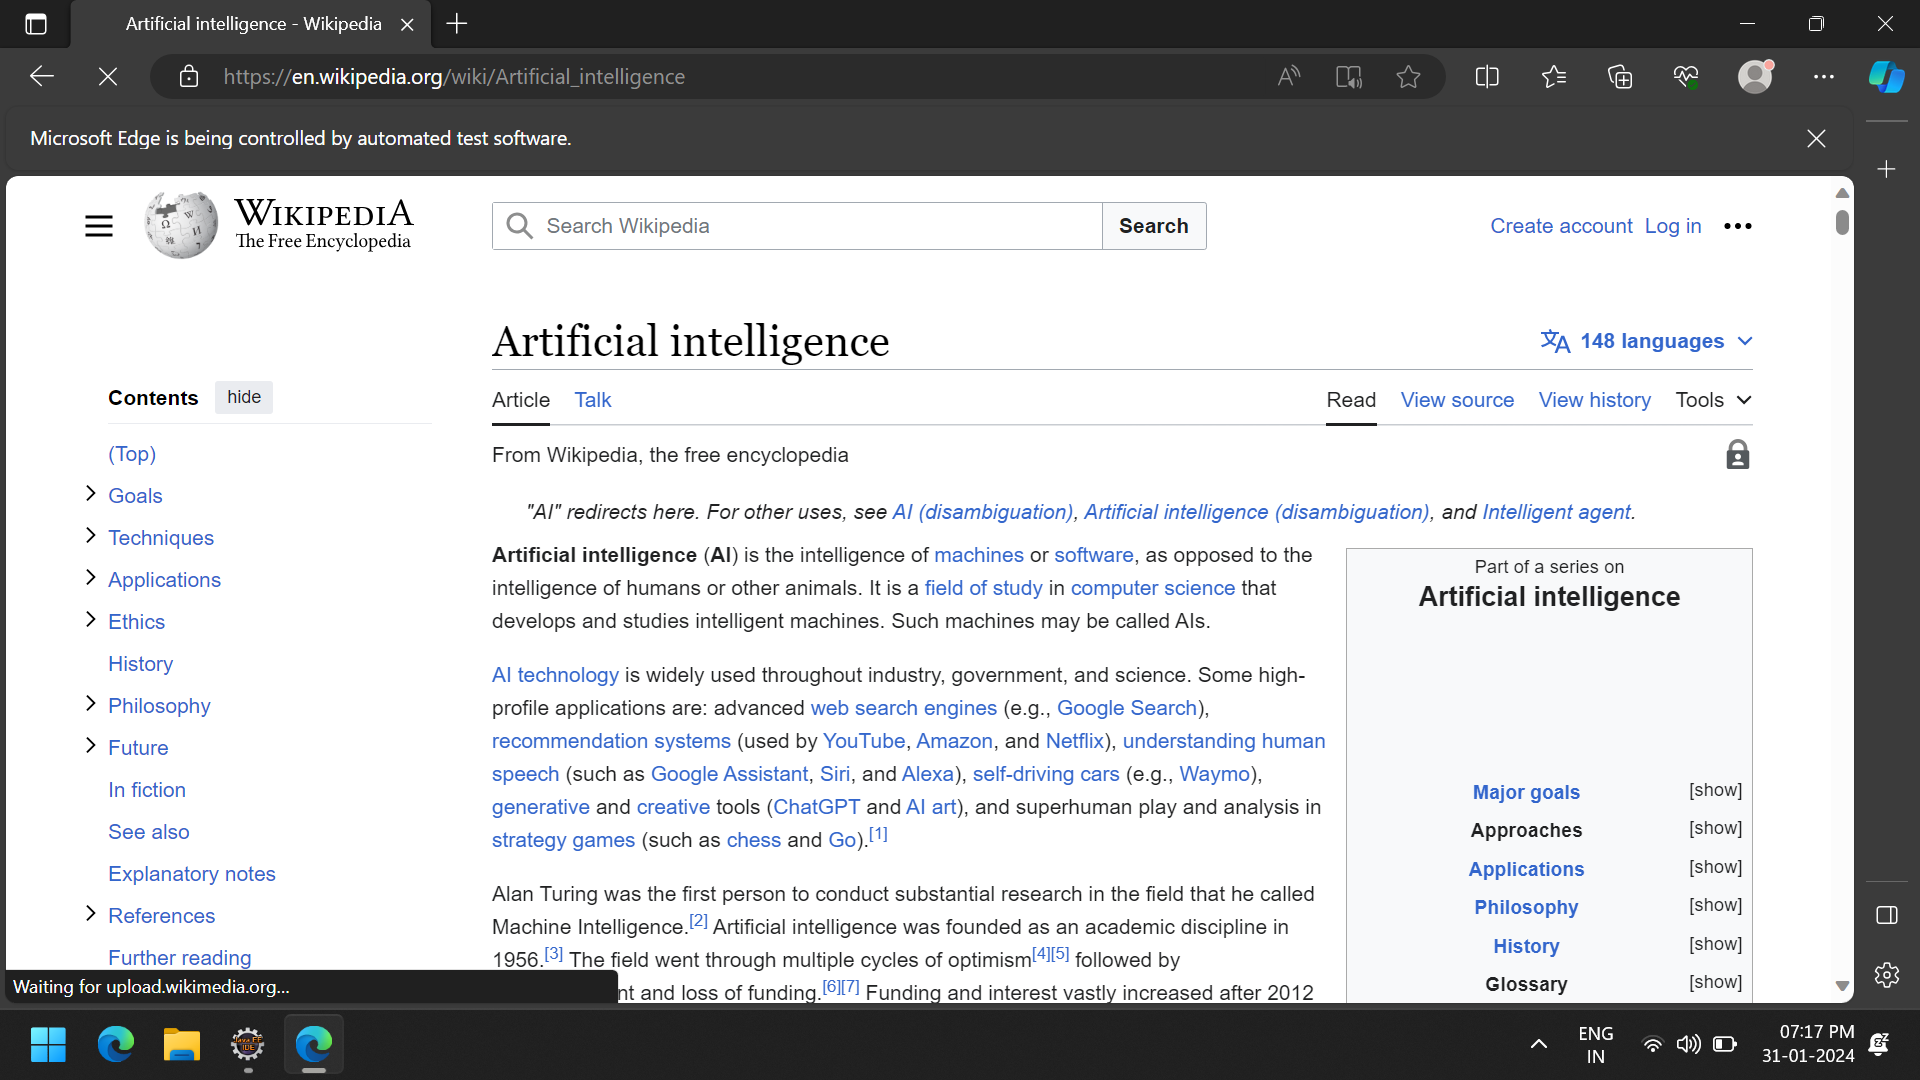 Artificial intelligence - Wikipedia
https://en.wikipedia.org/wiki/Artificial_intelligence
Microsoft Edge is being controlled by automated test software.
WIKIPEDIA
The Free Encyclopedia
Search Wikipedia
Search
Create account Log in
Artificial intelligence
148 languages
Contents hide
Article Talk
Read View source View history Tools
(Top)
Goals
Techniques
Applications
Ethics
History
Philosophy
Future
In fiction
See also
Explanatory notes
References
Further reading
From Wikipedia, the free encyclopedia
"AI" redirects here. For other uses, see AI (disambiguation), Artificial intelligence (disambiguation), and Intelligent agent.
Artificial intelligence (AI) is the intelligence of machines or software, as opposed to the
intelligence of humans or other animals. It is a field of study in computer science that
develops and studies intelligent machines. Such machines may be called AIs.
AI technology is widely used throughout industry, government, and science. Some high-
profile applications are: advanced web search engines (e.g., Google Search),
recommendation systems (used by YouTube, Amazon, and Netflix), understanding human
speech (such as Google Assistant, Siri, and Alexa), self-driving cars (e.g., Waymo),
generative and creative tools (ChatGPT and AI art), and superhuman play and analysis in
strategy games (such as chess and Go).[1]
Alan Turing was the first person to conduct substantial research in the field that he called
Machine Intelligence.[2] Artificial intelligence was founded as an academic discipline in
1956.[3] The field went through multiple cycles of optimism[4][5] followed by
nt and loss of funding.[6][7] Funding and interest vastly increased after 2012
Part of a series on
Artificial intelligence
Major goals [show]
Approaches [show]
Applications [show]
Philosophy [show]
History [show]
Glossary [show]
Waiting for upload.wikimedia.org...
Java EE
IDE
ENG
IN
07:17 PM
31-01-2024